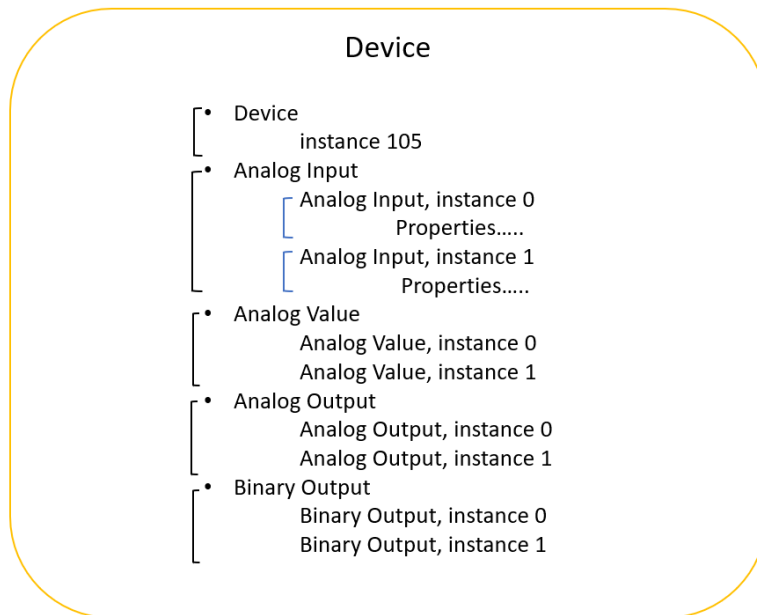 Device
• Device
instance 105
• Analog Input
Analog Input, instance 0
Properties.....
Analog Input, instance 1
Properties.....
• Analog Value
Analog Value, instance 0
Analog Value, instance 1
• Analog Output
Analog Output, instance 0
Analog Output, instance 1
• Binary Output
Binary Output, instance 0
Binary Output, instance 1